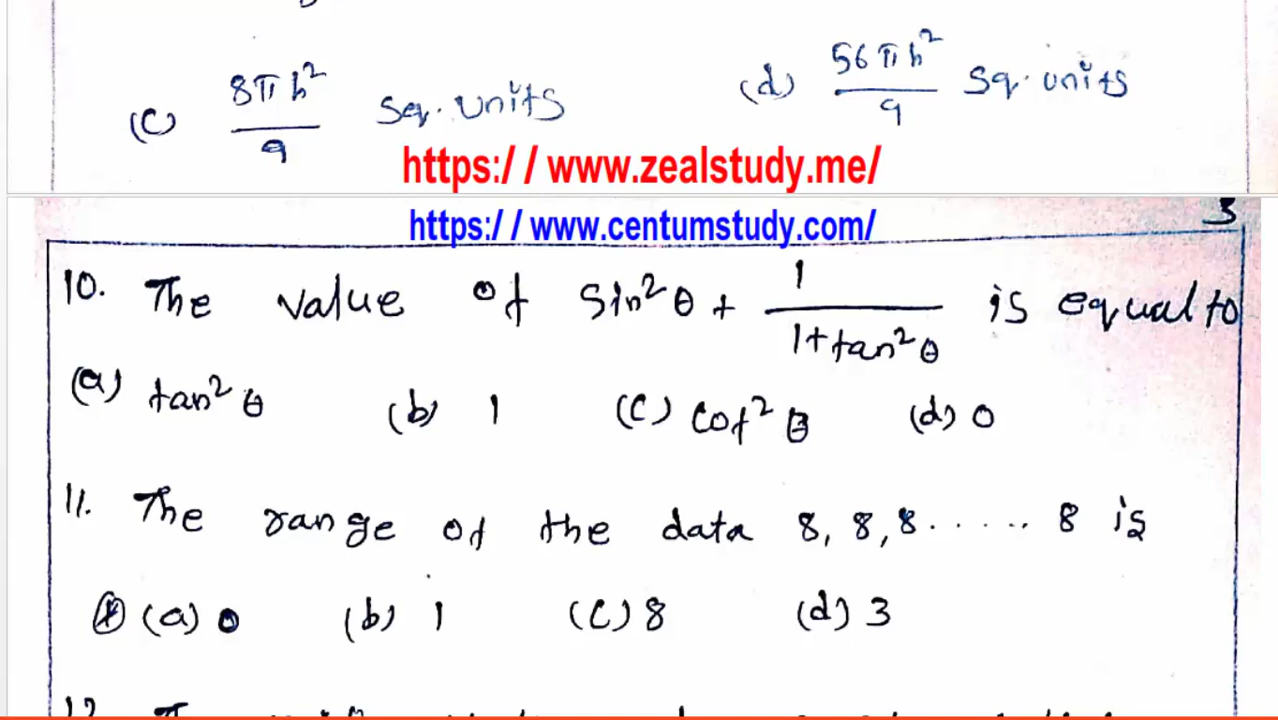 (c) 8πh²/9 Sq. units (d) 56πh²/9 Sq. units
https:// www.zealstudy.me/
https:// www.centumstudy.com/
3
10. The value of Sin²θ + 1/1+tan²θ is equal to
(a) tan²θ (b) 1 (c) Cot²θ (d) 0
11. The range of the data 8, 8, 8..... 8 is
(a) 0 (b) 1 (c) 8 (d) 3